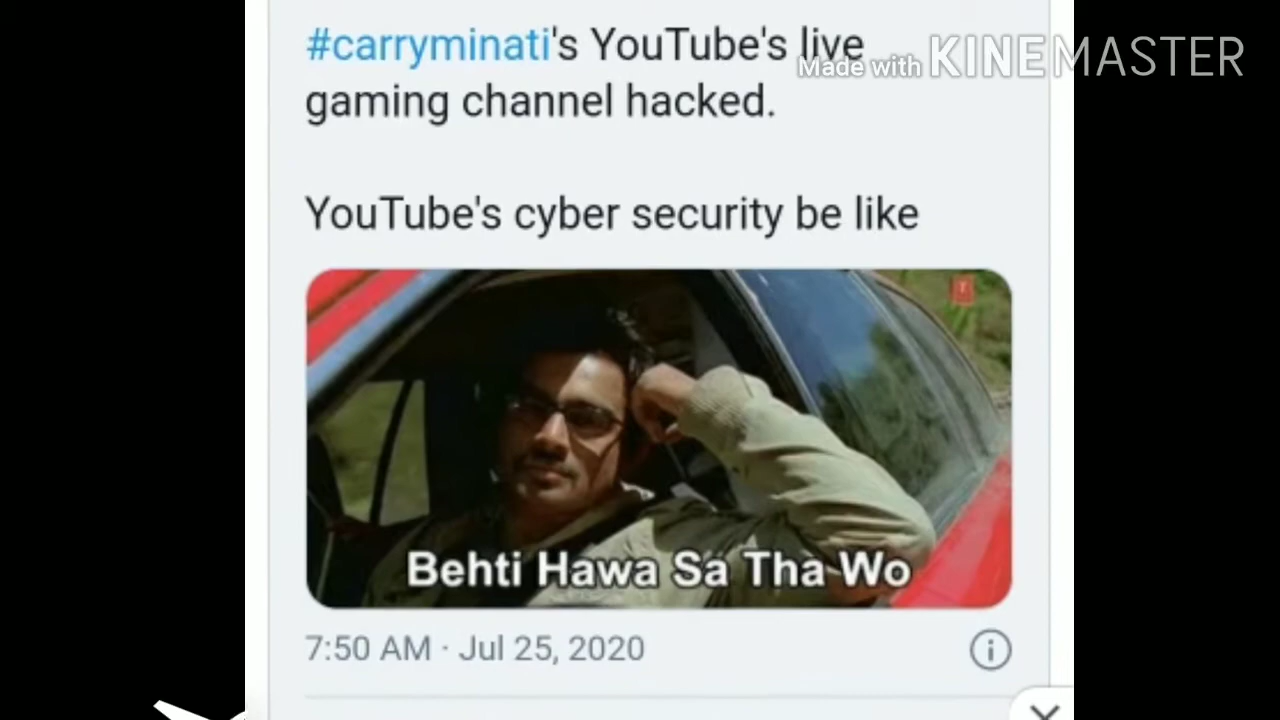 #carryminati's YouTube's live
Made with KINEMASTER
gaming channel hacked.
YouTube's cyber security be like
T
Behti Hawa Sa Tha Wo
7:50 AM · Jul 25, 2020